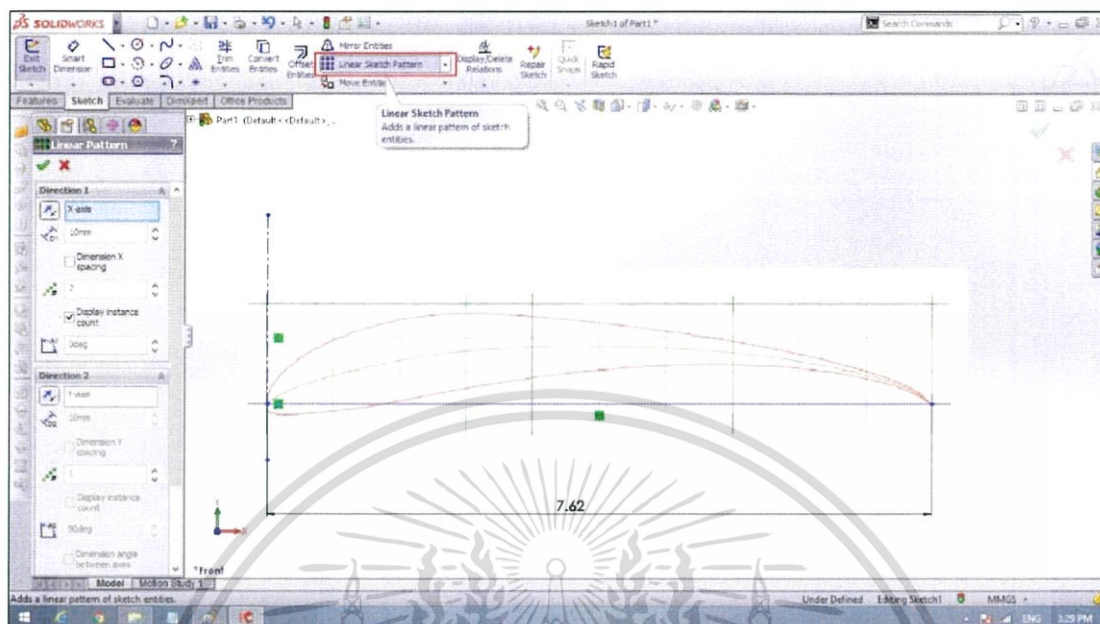 SOLIDWORKS
Sketch1 of Part1 *
Search Commands
Exit Sketch
Smart Dimension
Trim Entities
Convert Entities
Offset Entities
Mirror Entities
Linear Sketch Pattern
Move Entities
Display/Delete Relations
Repair Sketch
Quick Snaps
Rapid Sketch
Features
Sketch
Evaluate
DimXpert
Office Products
Linear Sketch Pattern
Adds a linear pattern of sketch
entities.
Part1 (Default<<Default>_...
Linear Pattern
?
Direction 1
X-axis
10mm
Dimension X
spacing
2
Display instance
count
0deg
Direction 2
Y-axis
10mm
Dimension Y
spacing
1
Display instance
count
90deg
Dimension angle
between axes
7.62
Y
X
*Front
Model
Motion Study 1
Adds a linear pattern of sketch entities.
Under Defined
Editing Sketch1
MMGS
ENG
3:29 PM